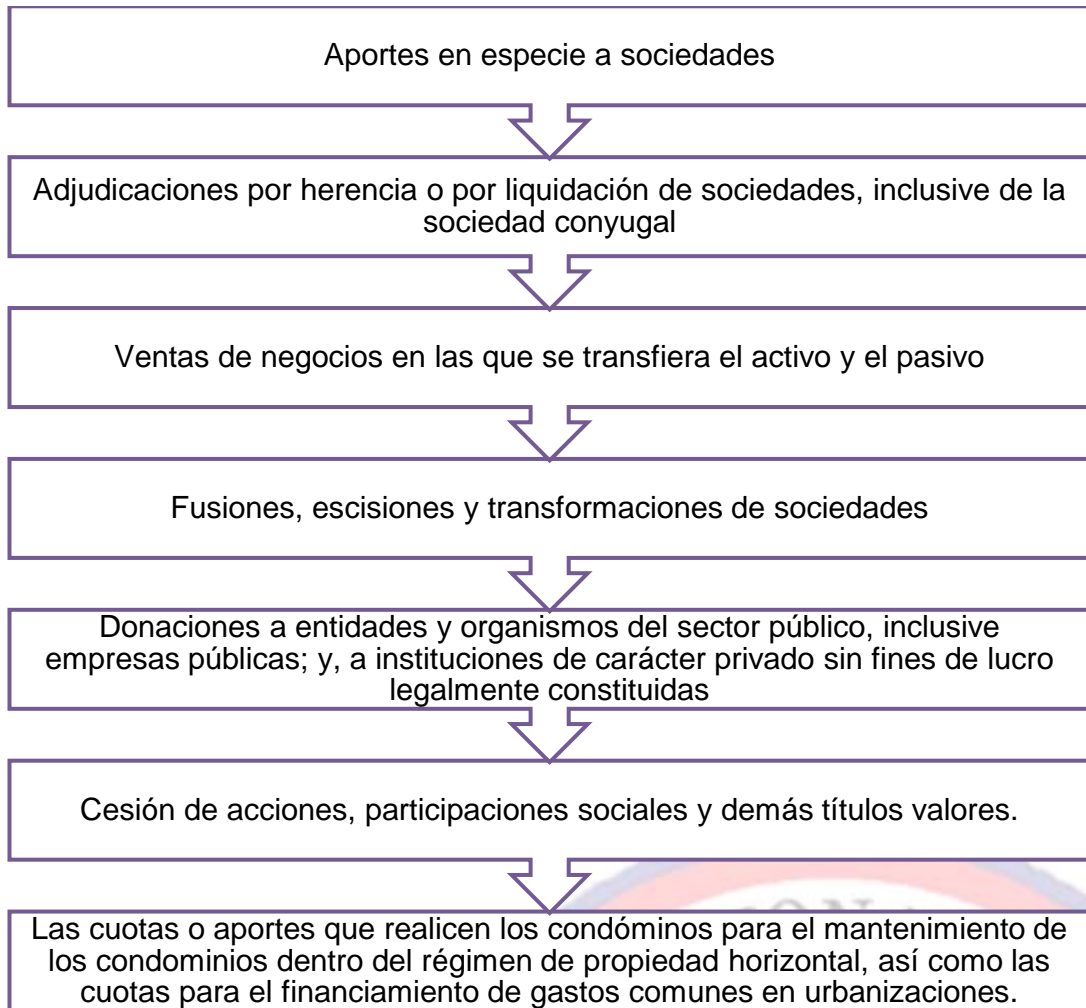 Aportes en especie a sociedades
Adjudicaciones por herencia o por liquidación de sociedades, inclusive de la
sociedad conyugal
Ventas de negocios en las que se transfiera el activo y el pasivo
Fusiones, escisiones y transformaciones de sociedades
Donaciones a entidades y organismos del sector público, inclusive
empresas públicas; y, a instituciones de carácter privado sin fines de lucro
legalmente constituidas
Cesión de acciones, participaciones sociales y demás títulos valores.
Las cuotas o aportes que realicen los condóminos para el mantenimiento de
los condominios dentro del régimen de propiedad horizontal, así como las
cuotas para el financiamiento de gastos comunes en urbanizaciones.